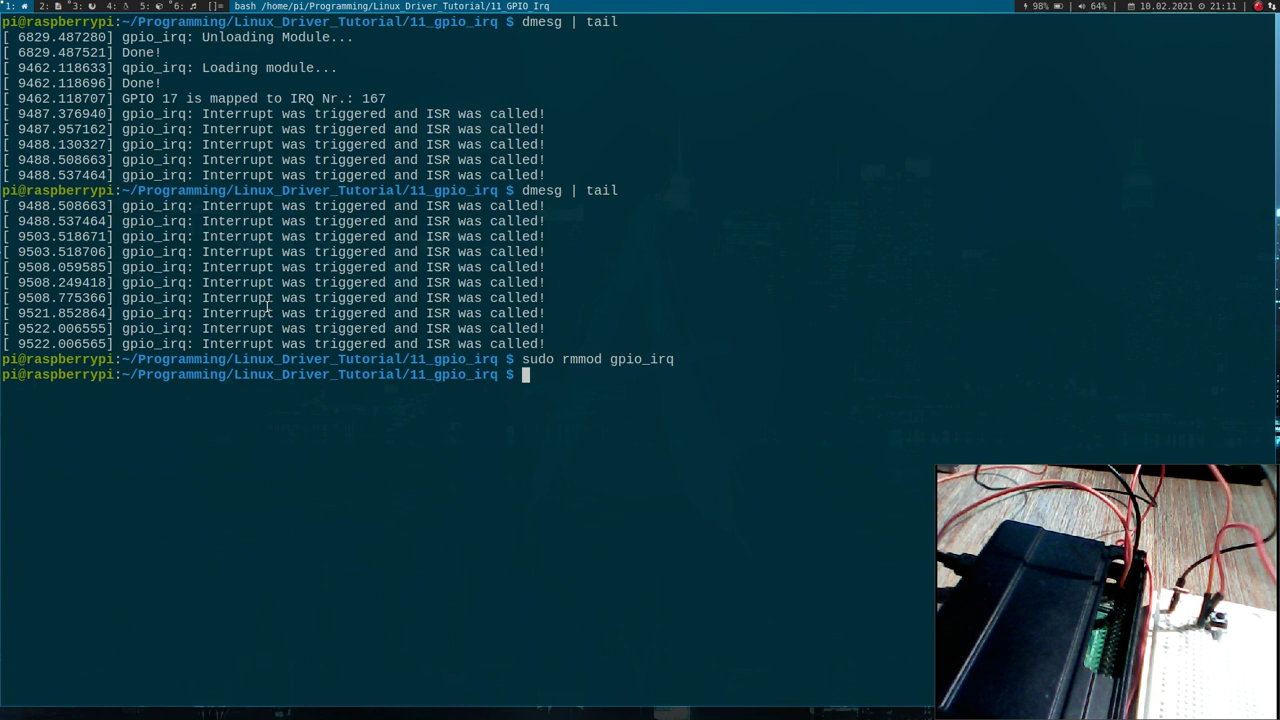 1: 2: 3: 4: 5: 6: []= bash /home/pi/Programming/Linux_Driver_Tutorial/11_GPIO_Irq 98% 64% 10.02.2021 21:11
pi@raspberrypi:~/Programming/Linux_Driver_Tutorial/11_gpio_irq $ dmesg | tail
[ 6829.487280] gpio_irq: Unloading Module...
[ 6829.487521] Done!
[ 9462.118633] qpio_irq: Loading module...
[ 9462.118696] Done!
[ 9462.118707] GPIO 17 is mapped to IRQ Nr.: 167
[ 9487.376940] gpio_irq: Interrupt was triggered and ISR was called!
[ 9487.957162] gpio_irq: Interrupt was triggered and ISR was called!
[ 9488.130327] gpio_irq: Interrupt was triggered and ISR was called!
[ 9488.508663] gpio_irq: Interrupt was triggered and ISR was called!
[ 9488.537464] gpio_irq: Interrupt was triggered and ISR was called!
pi@raspberrypi:~/Programming/Linux_Driver_Tutorial/11_gpio_irq $ dmesg | tail
[ 9488.508663] gpio_irq: Interrupt was triggered and ISR was called!
[ 9488.537464] gpio_irq: Interrupt was triggered and ISR was called!
[ 9503.518671] gpio_irq: Interrupt was triggered and ISR was called!
[ 9503.518706] gpio_irq: Interrupt was triggered and ISR was called!
[ 9508.059585] gpio_irq: Interrupt was triggered and ISR was called!
[ 9508.249418] gpio_irq: Interrupt was triggered and ISR was called!
[ 9508.775366] gpio_irq: Interrupt was triggered and ISR was called!
[ 9521.852864] gpio_irq: Interrupt was triggered and ISR was called!
[ 9522.006555] gpio_irq: Interrupt was triggered and ISR was called!
[ 9522.006565] gpio_irq: Interrupt was triggered and ISR was called!
pi@raspberrypi:~/Programming/Linux_Driver_Tutorial/11_gpio_irq $ sudo rmmod gpio_irq
pi@raspberrypi:~/Programming/Linux_Driver_Tutorial/11_gpio_irq $